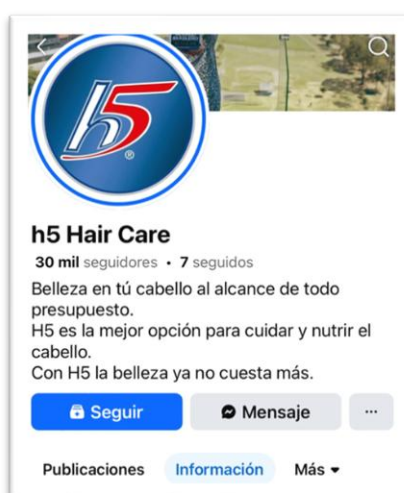 h5
®
h5 Hair Care
30 mil seguidores • 7 seguidos
Belleza en tú cabello al alcance de todo
presupuesto.
H5 es la mejor opción para cuidar y nutrir el
cabello.
Con H5 la belleza ya no cuesta más.
Seguir
Mensaje
...
Publicaciones
Información
Más